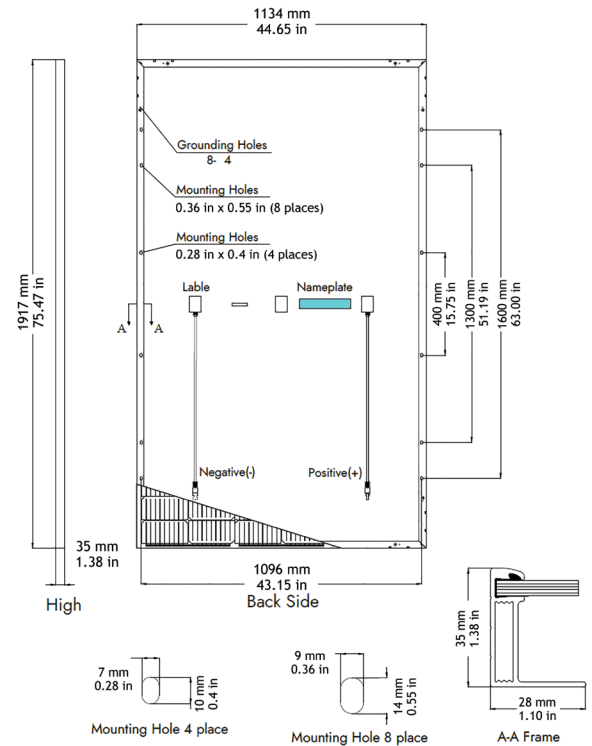 1134 mm
44.65 in
Grounding Holes
8- 4
Mounting Holes
0.36 in x 0.55 in (8 places)
Mounting Holes
0.28 in x 0.4 in (4 places)
Lable
Nameplate
1917 mm
75.47 in
A
A
400 mm
15.75 in
1300 mm
51.19 in
1600 mm
63.00 in
Negative(-)
Positive(+)
35 mm
1.38 in
High
1096 mm
43.15 in
Back Side
7 mm
0.28 in
10 mm
0.4 in
Mounting Hole 4 place
9 mm
0.36 in
14 mm
0.55 in
Mounting Hole 8 place
35 mm
1.38 in
28 mm
1.10 in
A-A Frame